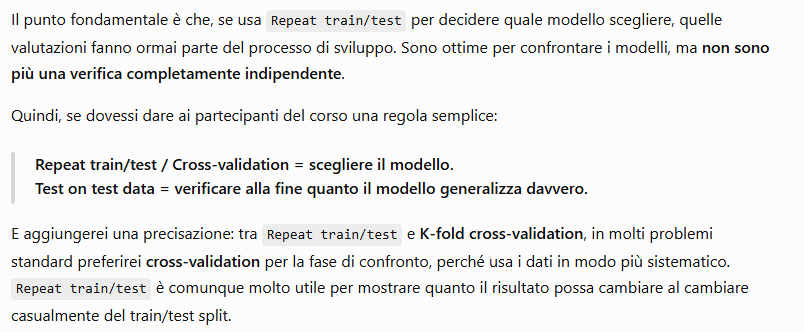 Il punto fondamentale è che, se usa Repeat train/test per decidere quale modello scegliere, quelle
valutazioni fanno ormai parte del processo di sviluppo. Sono ottime per confrontare i modelli, ma non sono
più una verifica completamente indipendente.
Quindi, se dovessi dare ai partecipanti del corso una regola semplice:
Repeat train/test / Cross-validation = scegliere il modello.
Test on test data = verificare alla fine quanto il modello generalizza davvero.
E aggiungerei una precisazione: tra Repeat train/test e K-fold cross-validation, in molti problemi
standard preferirei cross-validation per la fase di confronto, perché usa i dati in modo più sistematico.
Repeat train/test è comunque molto utile per mostrare quanto il risultato possa cambiare al cambiare
casualmente del train/test split.